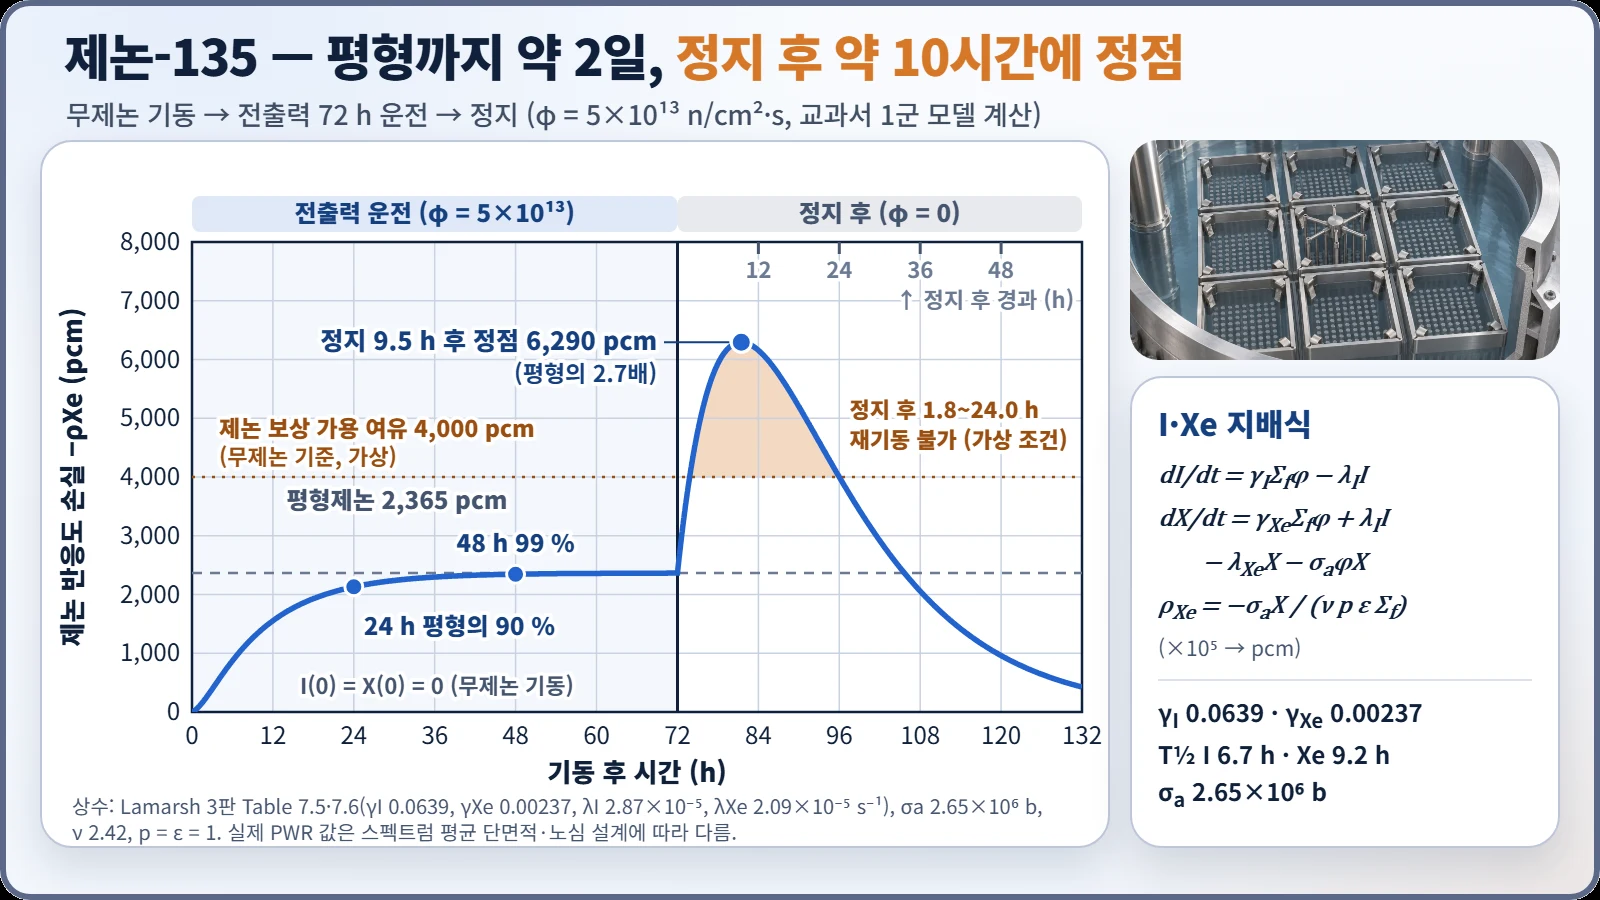 제논-135 — 평형까지 약 2일, 정지 후 약 10시간에 정점
무제논 기동 → 전출력 72 h 운전 → 정지 (φ = 5×10¹³ n/cm²·s, 교과서 1군 모델 계산)
전출력 운전 (φ = 5×10¹³)
정지 후 (φ = 0)
8,000
7,000
6,000
5,000
4,000
3,000
2,000
1,000
0
제논 반응도 손실 −ρXe (pcm)
12 24 36 48
↑ 정지 후 경과 (h)
정지 9.5 h 후 정점 6,290 pcm
(평형의 2.7배)
제논 보상 가용 여유 4,000 pcm
(무제논 기준, 가상)
정지 후 1.8~24.0 h
재기동 불가 (가상 조건)
평형제논 2,365 pcm
48 h 99 %
24 h 평형의 90 %
I(0) = X(0) = 0 (무제논 기동)
0 12 24 36 48 60 72 84 96 108 120 132
기동 후 시간 (h)
상수: Lamarsh 3판 Table 7.5·7.6(γI 0.0639, γXe 0.00237, λI 2.87×10⁻⁵, λXe 2.09×10⁻⁵ s⁻¹), σa 2.65×10⁶ b,
ν 2.42, p = ε = 1. 실제 PWR 값은 스펙트럼 평균 단면적·노심 설계에 따라 다름.
I·Xe 지배식
dI/dt = γ_IΣ_fφ − λ_II
dX/dt = γ_XeΣ_fφ + λ_II
− λ_XeX − σ_aφX
ρ_Xe = −σ_aX / (ν p ε Σ_f)
(×10⁵ → pcm)
γ_I 0.0639 · γ_Xe 0.00237
T½ I 6.7 h · Xe 9.2 h
σ_a 2.65×10⁶ b